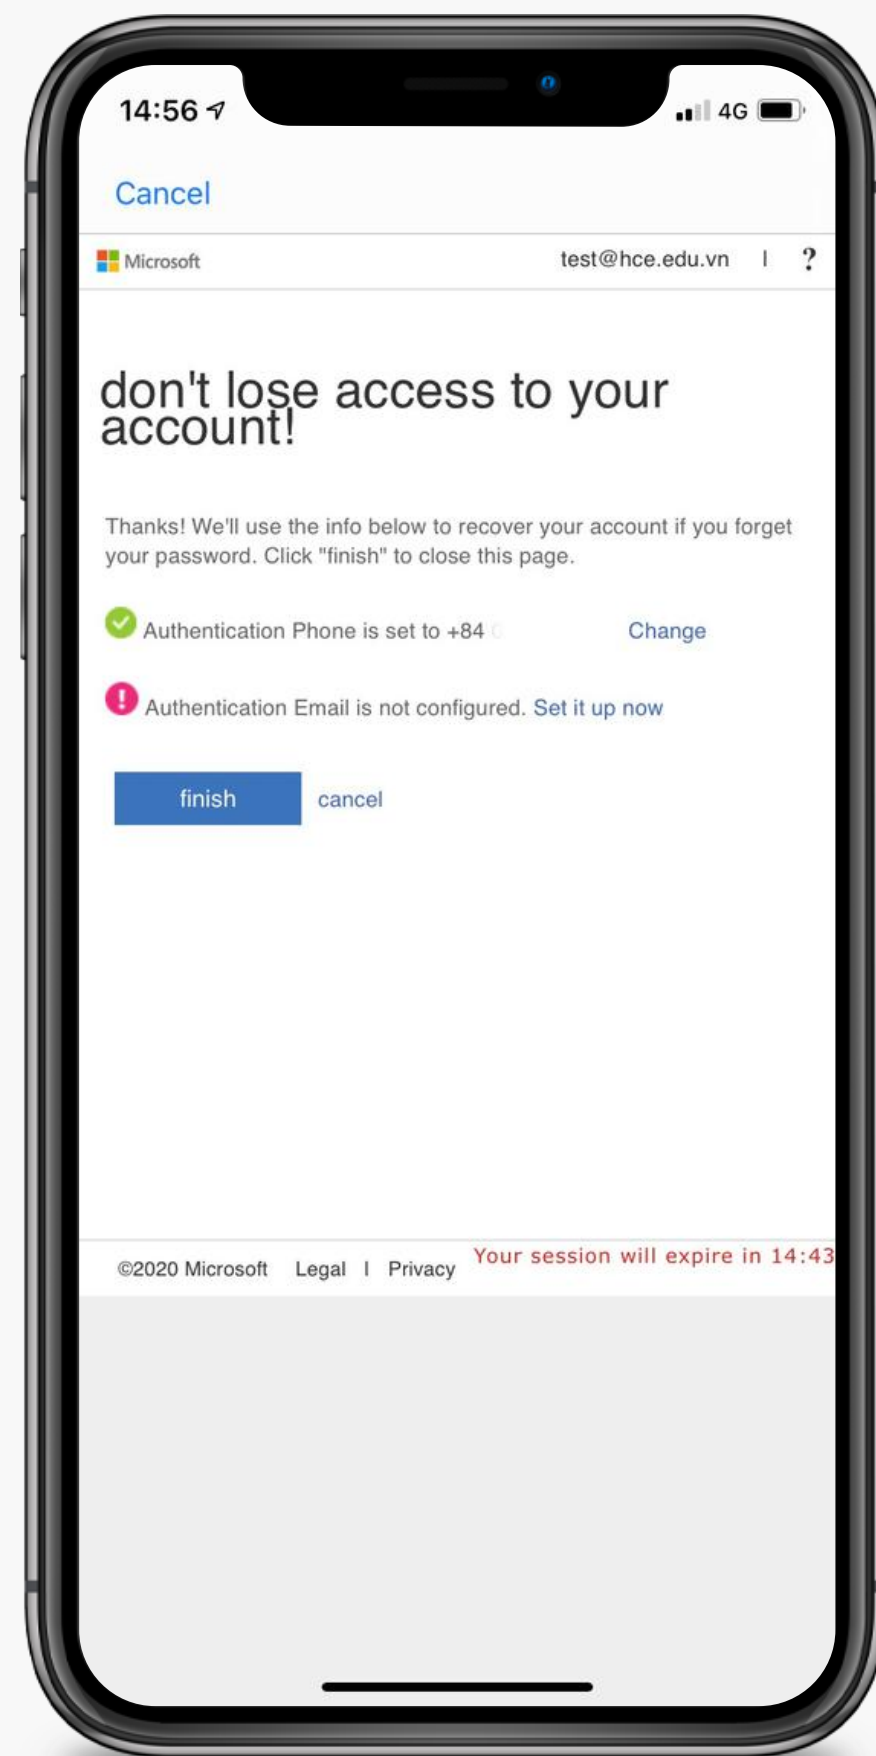 14:56 4G
Cancel
Microsoft test@hce.edu.vn | ?
don't lose access to your
account!
Thanks! We'll use the info below to recover your account if you forget
your password. Click "finish" to close this page.
Authentication Phone is set to +84 Change
Authentication Email is not configured. Set it up now
finish cancel
©2020 Microsoft Legal | Privacy Your session will expire in 14:43